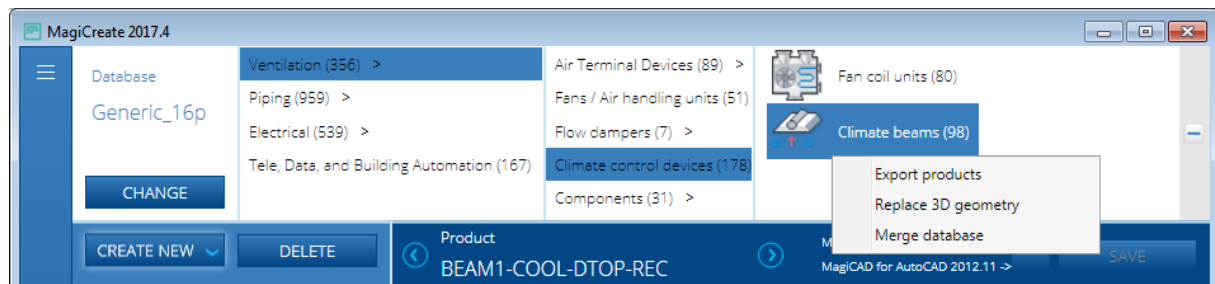 MagiCreate 2017.4
Database
Generic_16p
CHANGE
Ventilation (356) >
Piping (959) >
Electrical (539) >
Tele, Data, and Building Automation (167)
Air Terminal Devices (89) >
Fans / Air handling units (51)
Flow dampers (7) >
Climate control devices (178)
Components (31) >
Fan coil units (80)
Climate beams (98)
Export products
Replace 3D geometry
Merge database
CREATE NEW
DELETE
Product
BEAM1-COOL-DTOP-REC
MagiCAD for AutoCAD 2012.11 ->
SAVE